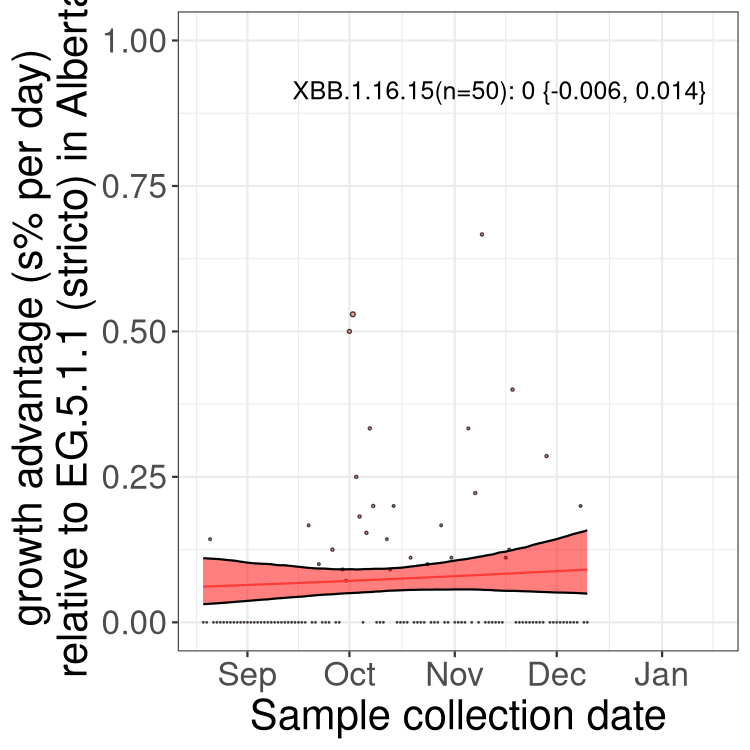 growth advantage (s% per day)
relative to EG.5.1.1 (stricto) in Alberta
1.00
0.75
0.50
0.25
0.00
XBB.1.16.15(n=50): 0 {-0.006, 0.014}
Sep Oct Nov Dec Jan
Sample collection date